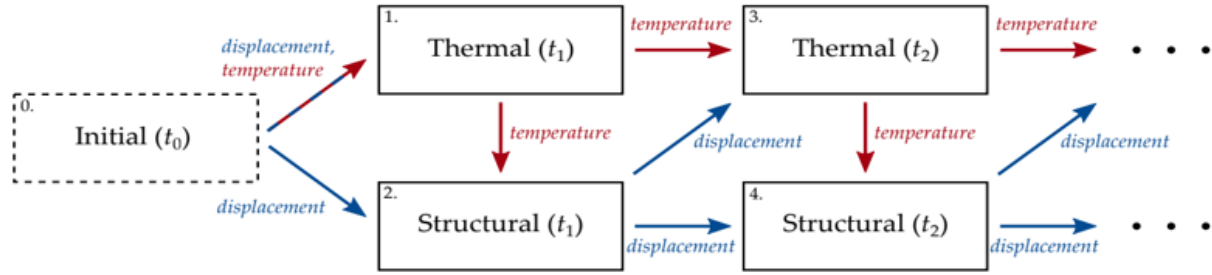 0.
Initial (t₀)
displacement,
temperature
displacement
1.
Thermal (t₁)
temperature
temperature
2.
Structural (t₁)
displacement
displacement
3.
Thermal (t₂)
temperature
temperature
4.
Structural (t₂)
displacement
displacement
• • •
• • •